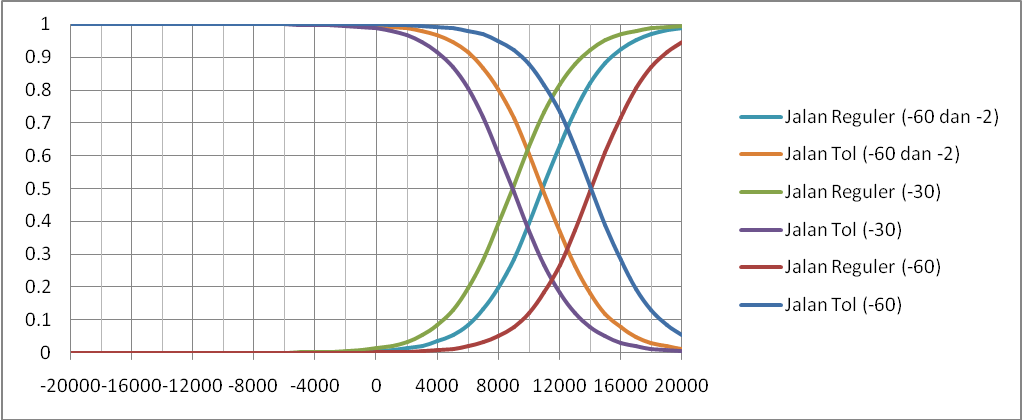 1
0.9
0.8
0.7
0.6
0.5
0.4
0.3
0.2
0.1
0
-20000 -16000 -12000 -8000 -4000 0 4000 8000 12000 16000 20000
Jalan Reguler (-60 dan -2)
Jalan Tol (-60 dan -2)
Jalan Reguler (-30)
Jalan Tol (-30)
Jalan Reguler (-60)
Jalan Tol (-60)